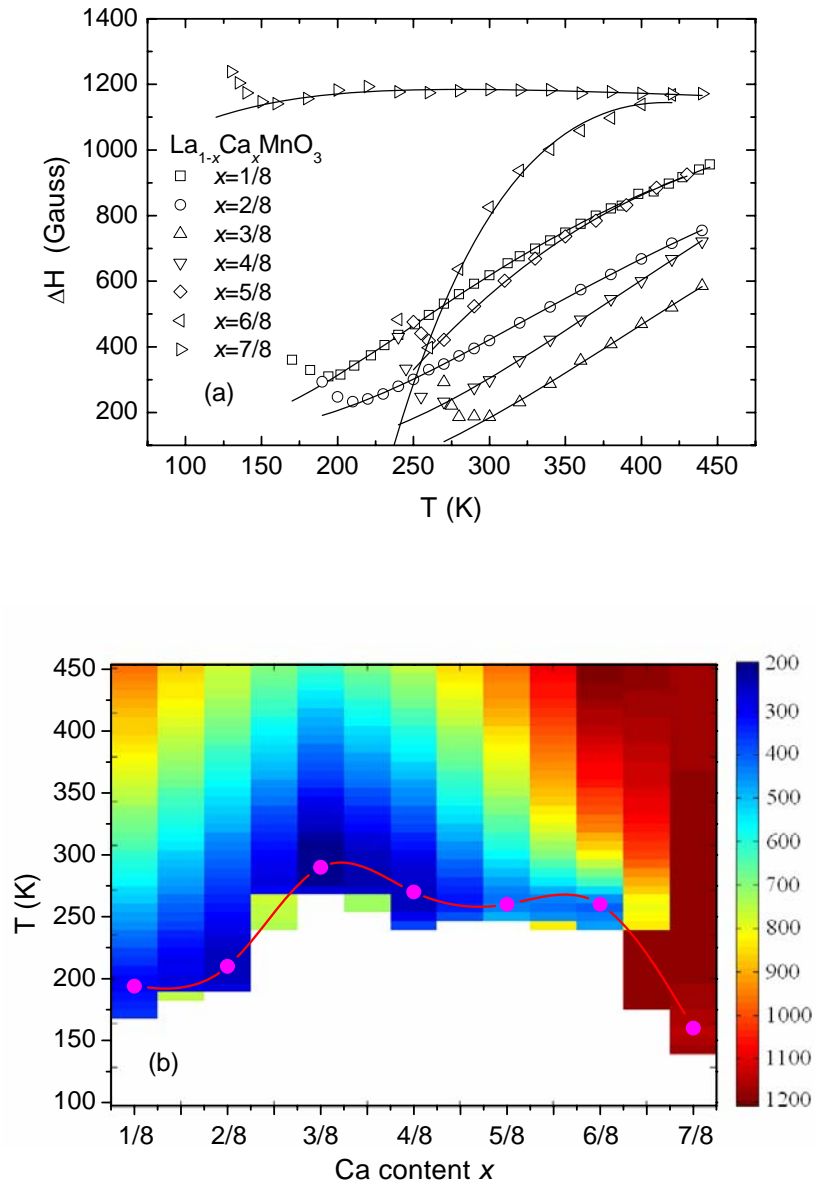 1400
1200
1000
800
600
400
200
ΔH (Gauss)
La1-xCaxMnO3
x=1/8
x=2/8
x=3/8
x=4/8
x=5/8
x=6/8
x=7/8
(a)
100 150 200 250 300 350 400 450
T (K)
450
400
350
300
250
200
150
100
T (K)
(b)
1/8 2/8 3/8 4/8 5/8 6/8 7/8
Ca content x
200
300
400
500
600
700
800
900
1000
1100
1200